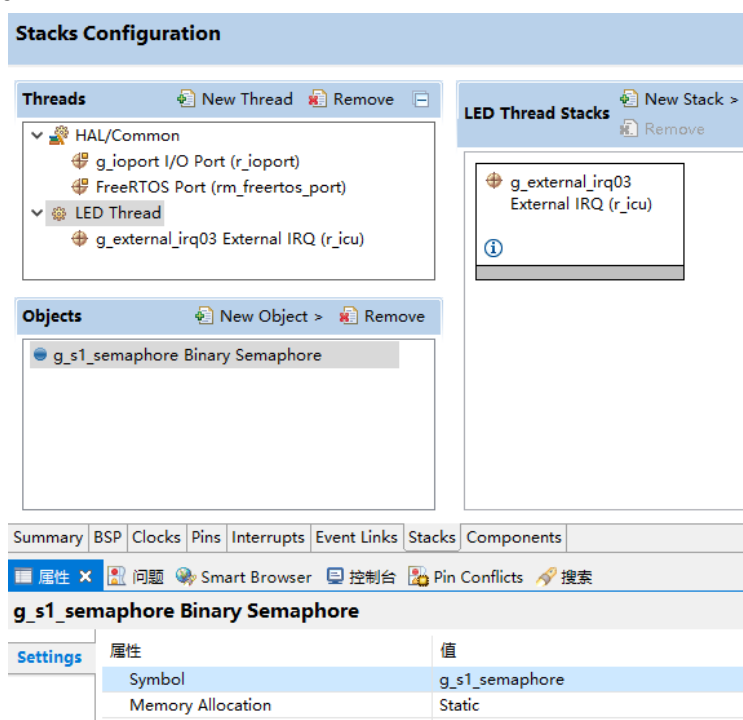 Stacks Configuration
Threads New Thread Remove
HAL/Common
g_ioport I/O Port (r_ioport)
FreeRTOS Port (rm_freertos_port)
LED Thread
g_external_irq03 External IRQ (r_icu)
LED Thread Stacks New Stack >
Remove
g_external_irq03
External IRQ (r_icu)
Objects New Object > Remove
g_s1_semaphore Binary Semaphore
Summary BSP Clocks Pins Interrupts Event Links Stacks Components
属性 问题 Smart Browser 控制台 Pin Conflicts 搜索
g_s1_semaphore Binary Semaphore
Settings 属性 值
Symbol g_s1_semaphore
Memory Allocation Static